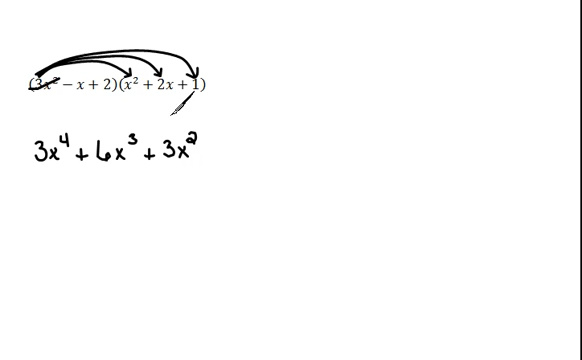 (3x² − x + 2)(x² + 2x + 1)
3x⁴ + 6x³ + 3x²